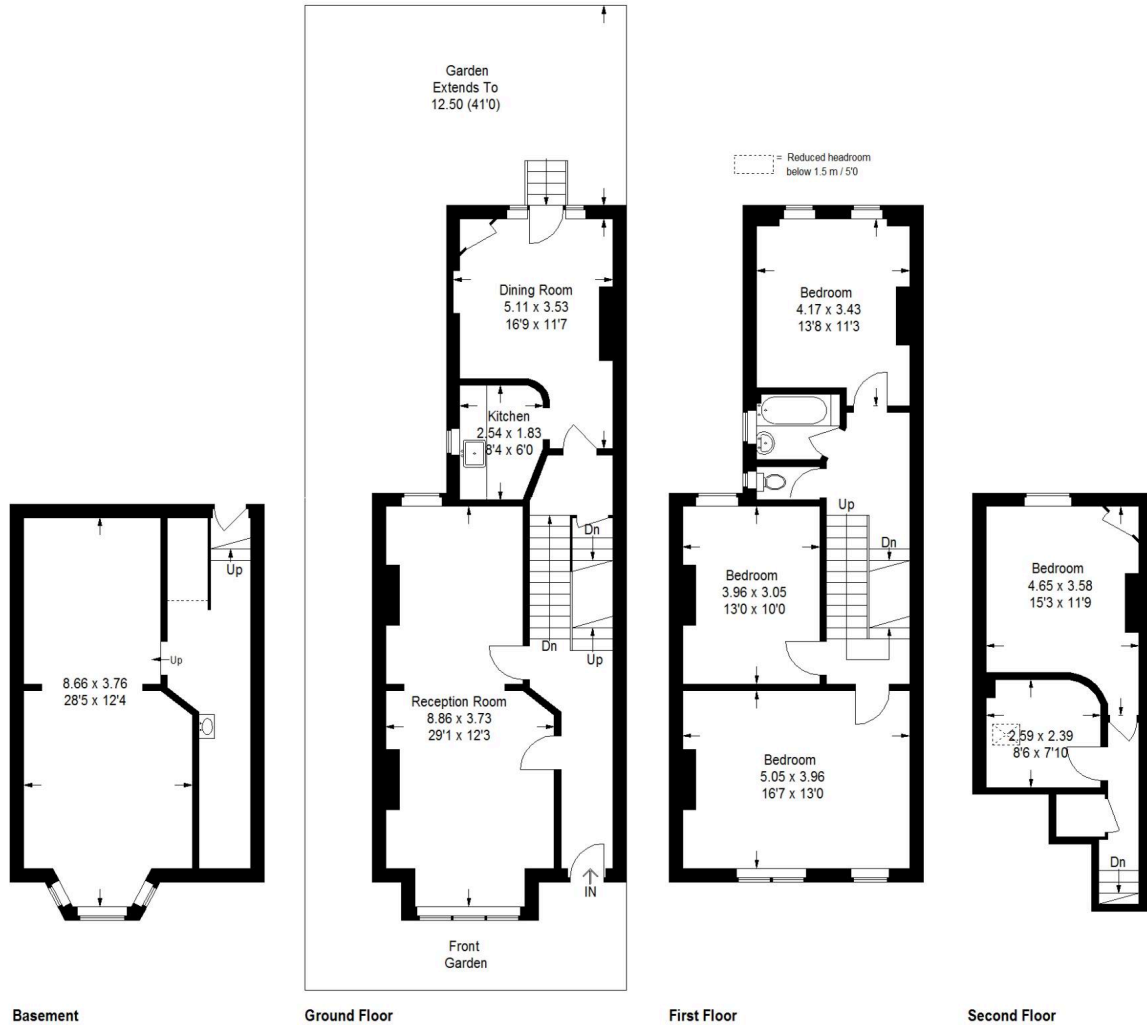 Garden
Extends To
12.50 (41'0)
= Reduced headroom
below 1.5 m / 5'0
Dining Room
5.11 x 3.53
16'9 x 11'7
Kitchen
2.54 x 1.83
8'4 x 6'0
Dn
Dn
Up
Reception Room
8.86 x 3.73
29'1 x 12'3
IN
Front
Garden
Up
Up
8.66 x 3.76
28'5 x 12'4
Bedroom
4.17 x 3.43
13'8 x 11'3
Up
Dn
Bedroom
3.96 x 3.05
13'0 x 10'0
Bedroom
5.05 x 3.96
16'7 x 13'0
Bedroom
4.65 x 3.58
15'3 x 11'9
2.59 x 2.39
8'6 x 7'10
Dn
Basement
Ground Floor
First Floor
Second Floor